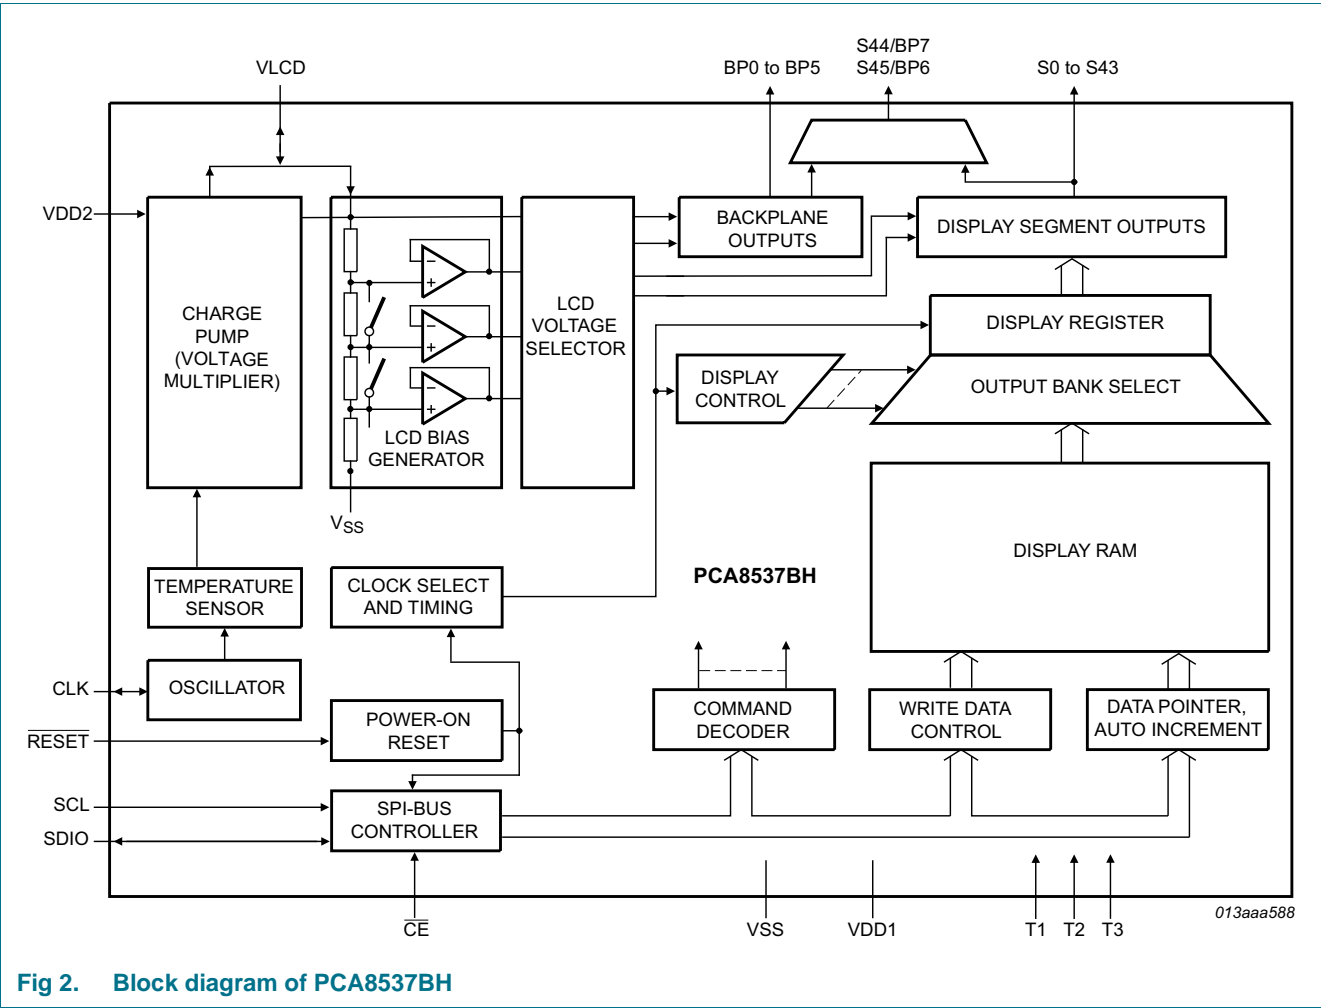 S44/BP7
VLCD
BP0 to BP5
S45/BP6
S0 to S43
VDD2
BACKPLANE
OUTPUTS
DISPLAY SEGMENT OUTPUTS
CHARGE
PUMP
(VOLTAGE
MULTIPLIER)
−
+
−
+
−
+
LCD BIAS
GENERATOR
LCD
VOLTAGE
SELECTOR
DISPLAY REGISTER
DISPLAY
CONTROL
OUTPUT BANK SELECT
VSS
DISPLAY RAM
PCA8537BH
TEMPERATURE
SENSOR
CLOCK SELECT
AND TIMING
CLK
OSCILLATOR
RESET
POWER-ON
RESET
COMMAND
DECODER
WRITE DATA
CONTROL
DATA POINTER,
AUTO INCREMENT
SCL
SDIO
SPI-BUS
CONTROLLER
CE
VSS
VDD1
T1
T2
T3
013aaa588
Fig 2. Block diagram of PCA8537BH